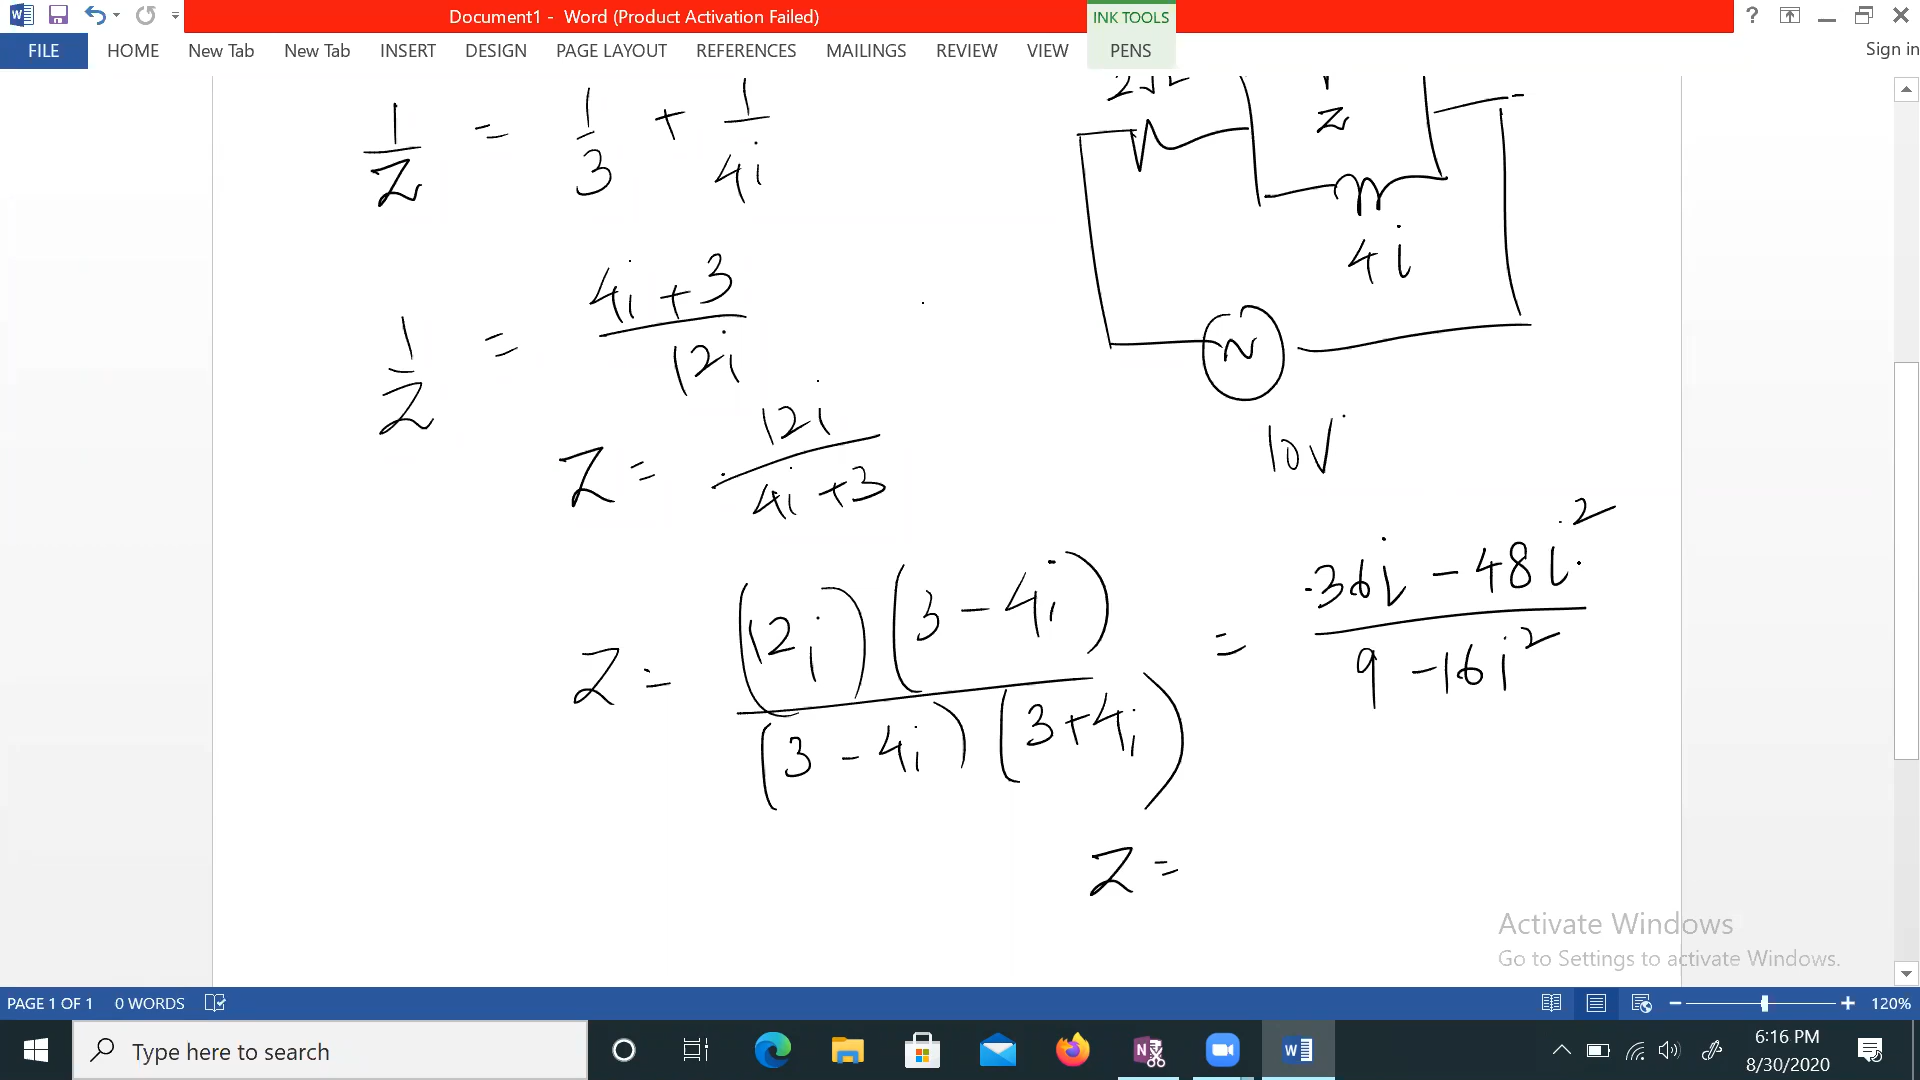 Document1 - Word (Product Activation Failed)
INK TOOLS
?
FILE HOME New Tab New Tab INSERT DESIGN PAGE LAYOUT REFERENCES MAILINGS REVIEW VIEW PENS
Sign in
1/Z = 1/3 + 1/4i
Z
4i
1/Z = (4i + 3)/12i
10V
Z = 12i/(4i + 3)
Z = (12i)(3 - 4i)/(3 - 4i)(3 + 4i) = (36i - 48i²)/(9 - 16i²)
Z =
Activate Windows
Go to Settings to activate Windows.
PAGE 1 OF 1 0 WORDS
120%
Type here to search
6:16 PM
8/30/2020